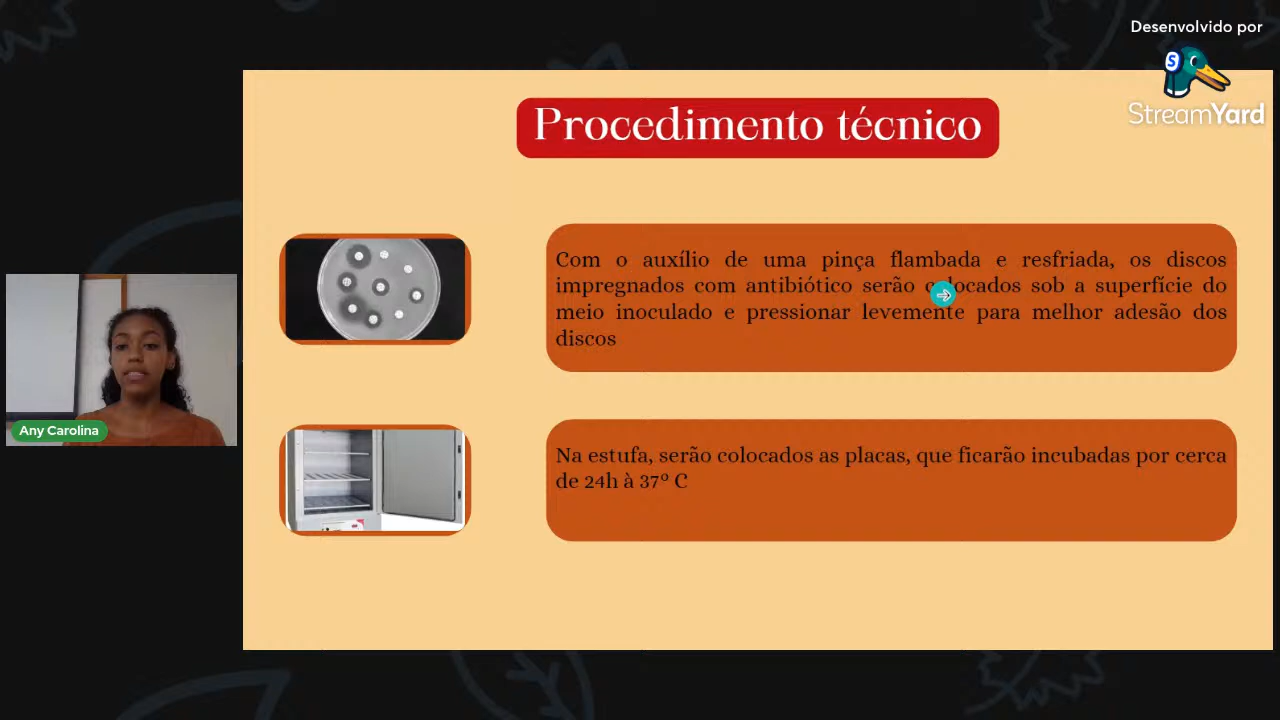 Desenvolvido por
StreamYard
Procedimento técnico
Com o auxílio de uma pinça flambada e resfriada, os discos
impregnados com antibiótico serão colocados sob a superfície do
meio inoculado e pressionar levemente para melhor adesão dos
discos
Any Carolina
Na estufa, serão colocados as placas, que ficarão incubadas por cerca
de 24h à 37º C